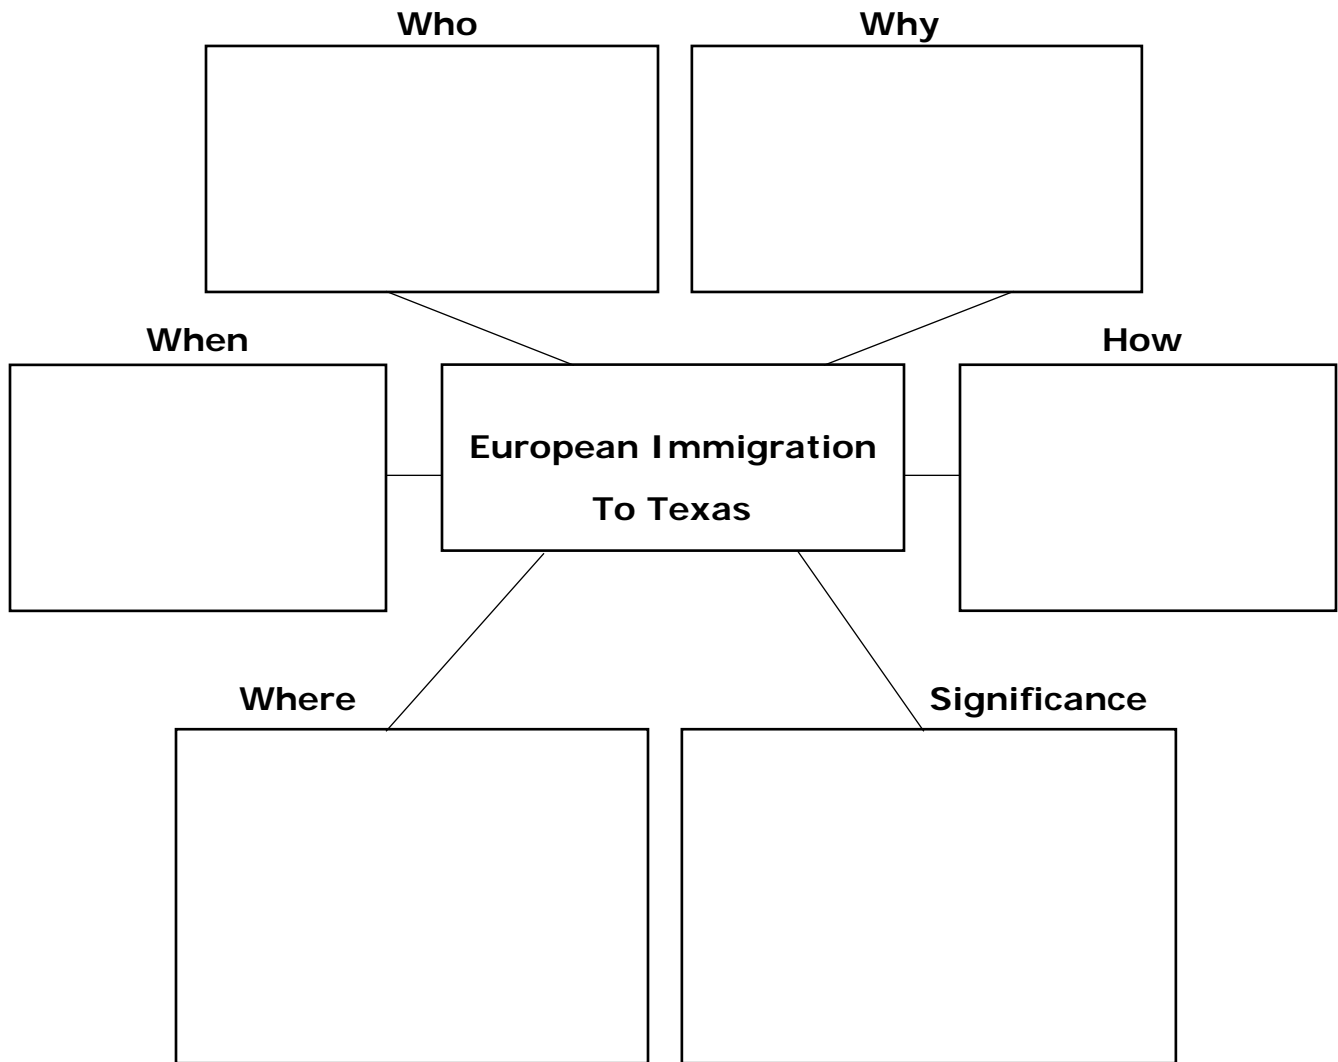 Who
Why
When
How
European Immigration
To Texas
Where
Significance